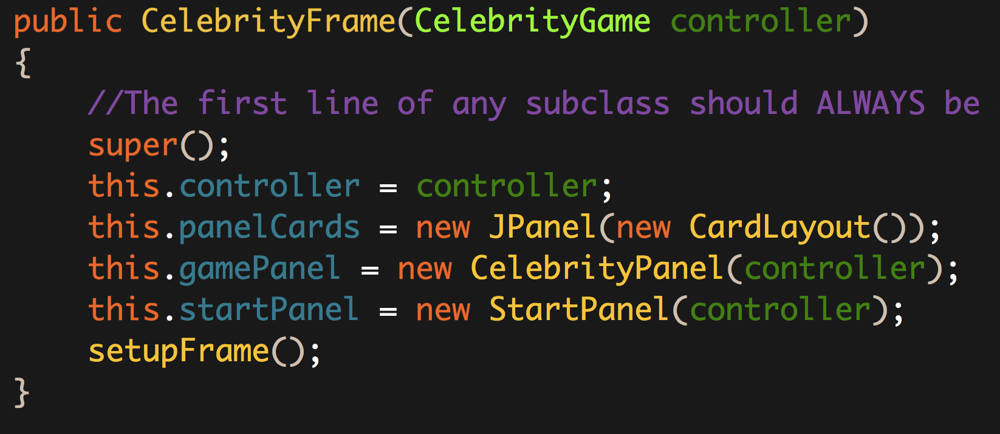 public CelebrityFrame(CelebrityGame controller)
{
//The first line of any subclass should ALWAYS be
super();
this.controller = controller;
this.panelCards = new JPanel(new CardLayout());
this.gamePanel = new CelebrityPanel(controller);
this.startPanel = new StartPanel(controller);
setupFrame();
}